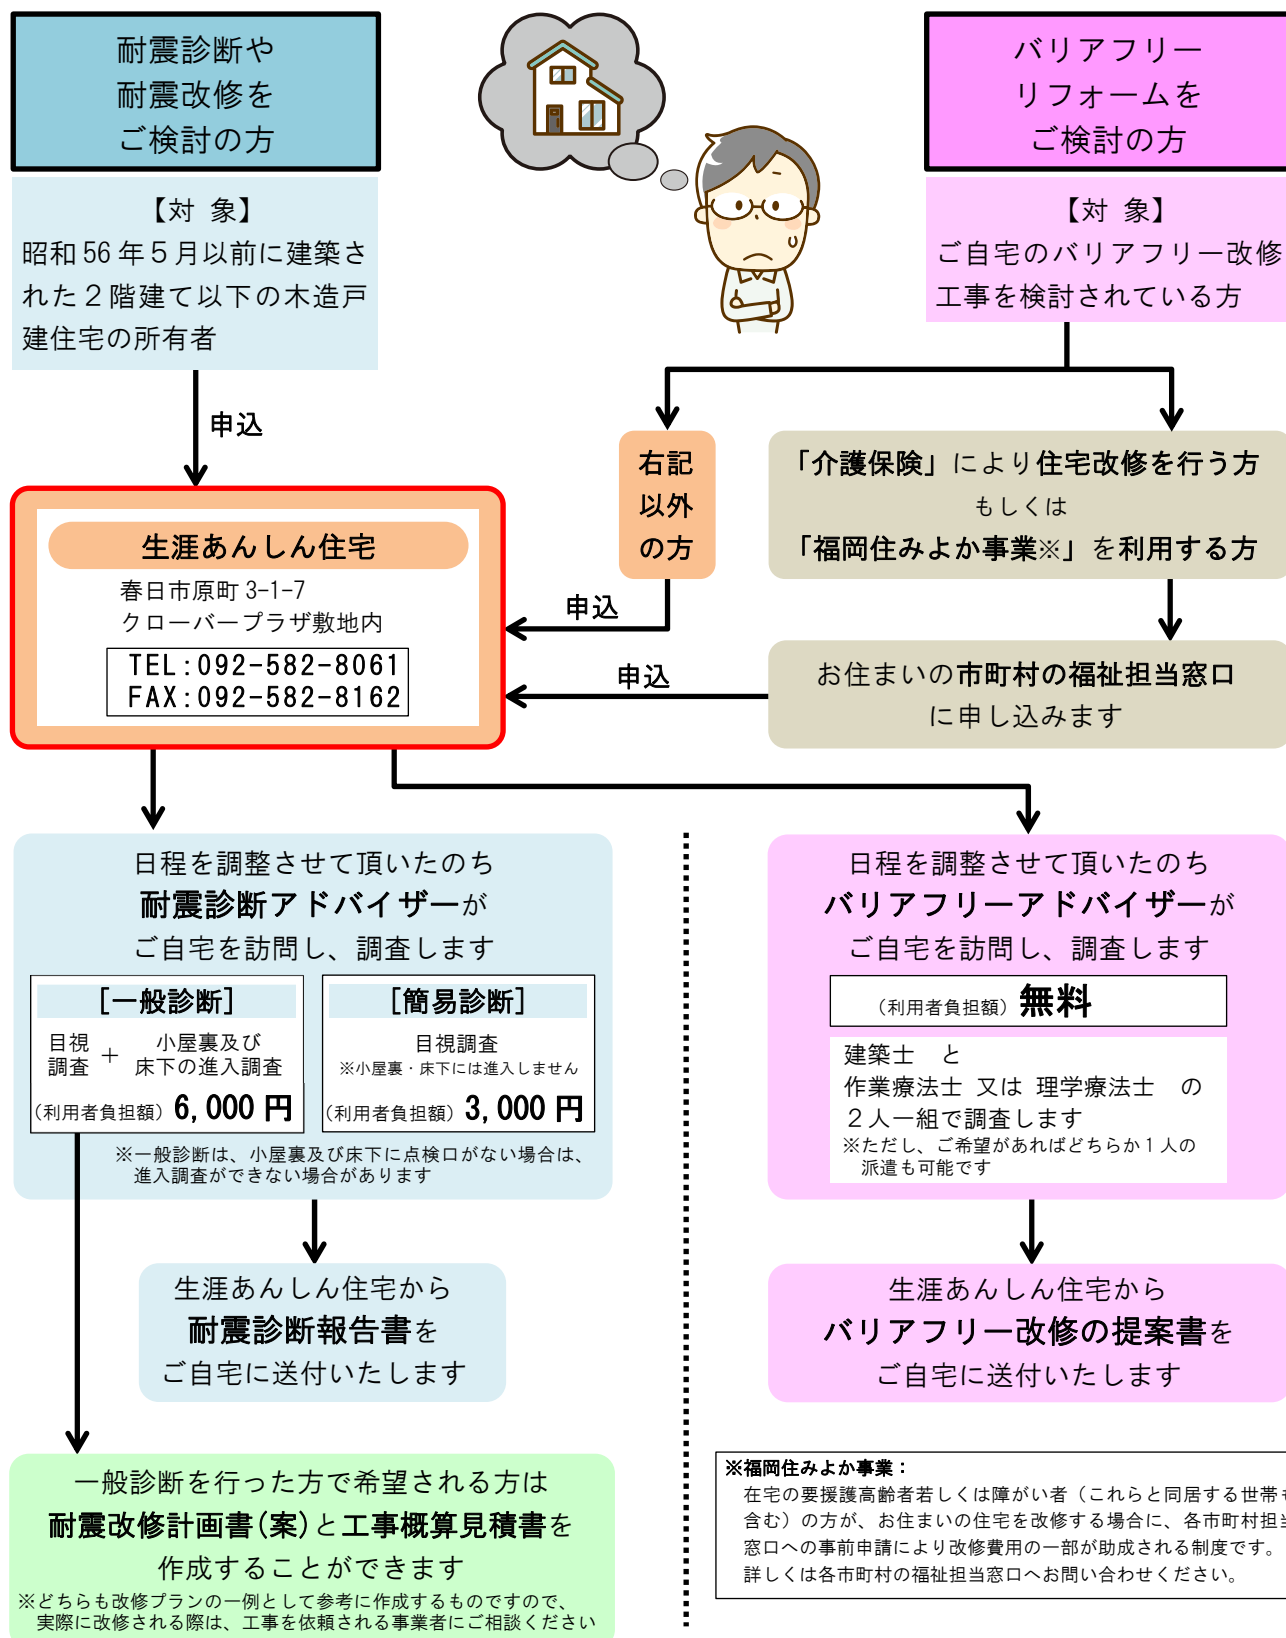 耐震診断や
耐震改修を
ご検討の方
【対 象】
昭和56年５月以前に建築さ
れた２階建て以下の木造戸
建住宅の所有者
申込
バリアフリー
リフォームを
ご検討の方
【対 象】
ご自宅のバリアフリー改修
工事を検討されている方
右記
以外
の方
「介護保険」により住宅改修を行う方
もしくは
「福岡住みよか事業※」を利用する方
生涯あんしん住宅
春日市原町 3-1-7
クローバープラザ敷地内
TEL:092-582-8061
FAX:092-582-8162
申込
申込
お住まいの市町村の福祉担当窓口
に申し込みます
日程を調整させて頂いたのち
耐震診断アドバイザーが
ご自宅を訪問し、調査します
[一般診断]
目視
調査
＋
小屋裏及び
床下の進入調査
(利用者負担額) 6,000 円
[簡易診断]
目視調査
※小屋裏・床下には進入しません
(利用者負担額) 3,000 円
※一般診断は、小屋裏及び床下に点検口がない場合は、
進入調査ができない場合があります
日程を調整させて頂いたのち
バリアフリーアドバイザーが
ご自宅を訪問し、調査します
(利用者負担額) 無料
建築士 と
作業療法士 又は 理学療法士 の
２人一組で調査します
※ただし、ご希望があればどちらか１人の
派遣も可能です
生涯あんしん住宅から
耐震診断報告書を
ご自宅に送付いたします
生涯あんしん住宅から
バリアフリー改修の提案書を
ご自宅に送付いたします
一般診断を行った方で希望される方は
耐震改修計画書(案)と工事概算見積書を
作成することができます
※どちらも改修プランの一例として参考に作成するものですので、
実際に改修される際は、工事を依頼される事業者にご相談ください
※福岡住みよか事業：
在宅の要援護高齢者若しくは障がい者（これらと同居する世帯も
含む）の方が、お住まいの住宅を改修する場合に、各市町村担当
窓口への事前申請により改修費用の一部が助成される制度です。
詳しくは各市町村の福祉担当窓口へお問い合わせください。